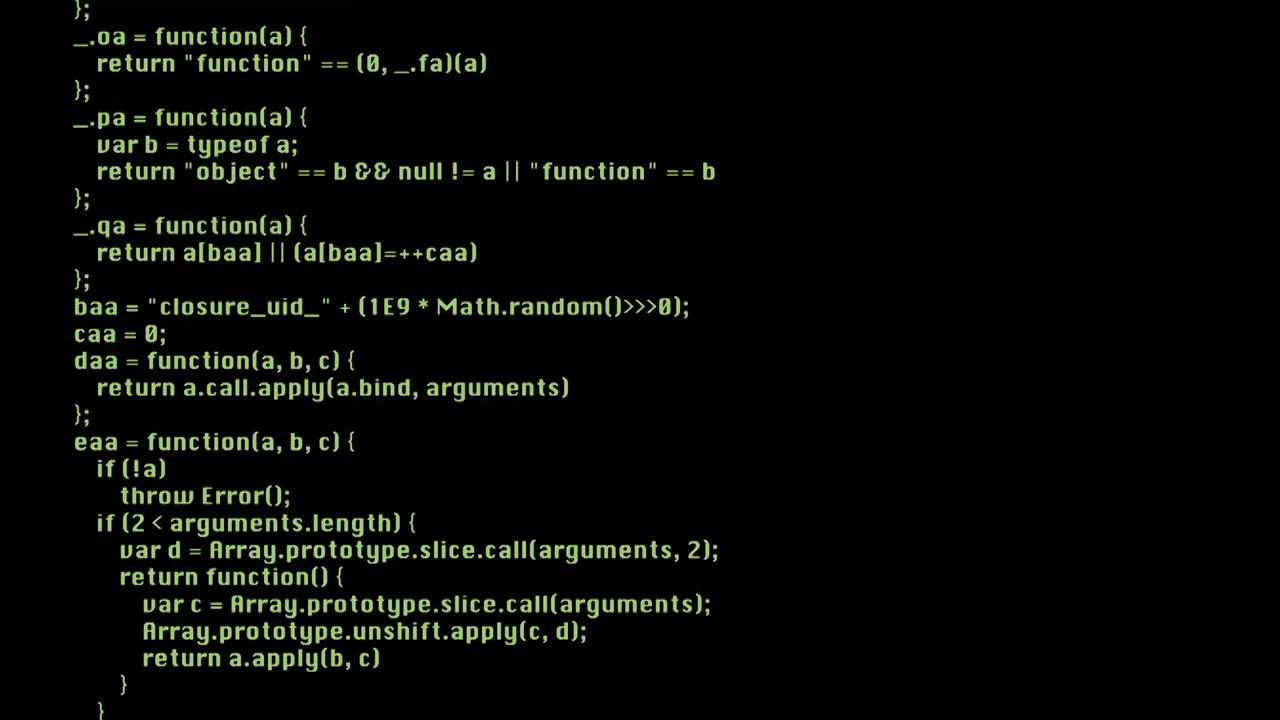 };
_.oa = function(a) {
return "function" == (0, _.fa)(a)
};
_.pa = function(a) {
var b = typeof a;
return "object" == b && null != a || "function" == b
};
_.qa = function(a) {
return a[baa] || (a[baa]=++caa)
};
baa = "closure_uid_" + (1E9 * Math.random()>>>0);
caa = 0;
daa = function(a, b, c) {
return a.call.apply(a.bind, arguments)
};
eaa = function(a, b, c) {
if (!a)
throw Error();
if (2 < arguments.length) {
var d = Array.prototype.slice.call(arguments, 2);
return function() {
var c = Array.prototype.slice.call(arguments);
Array.prototype.unshift.apply(c, d);
return a.apply(b, c)
}
}